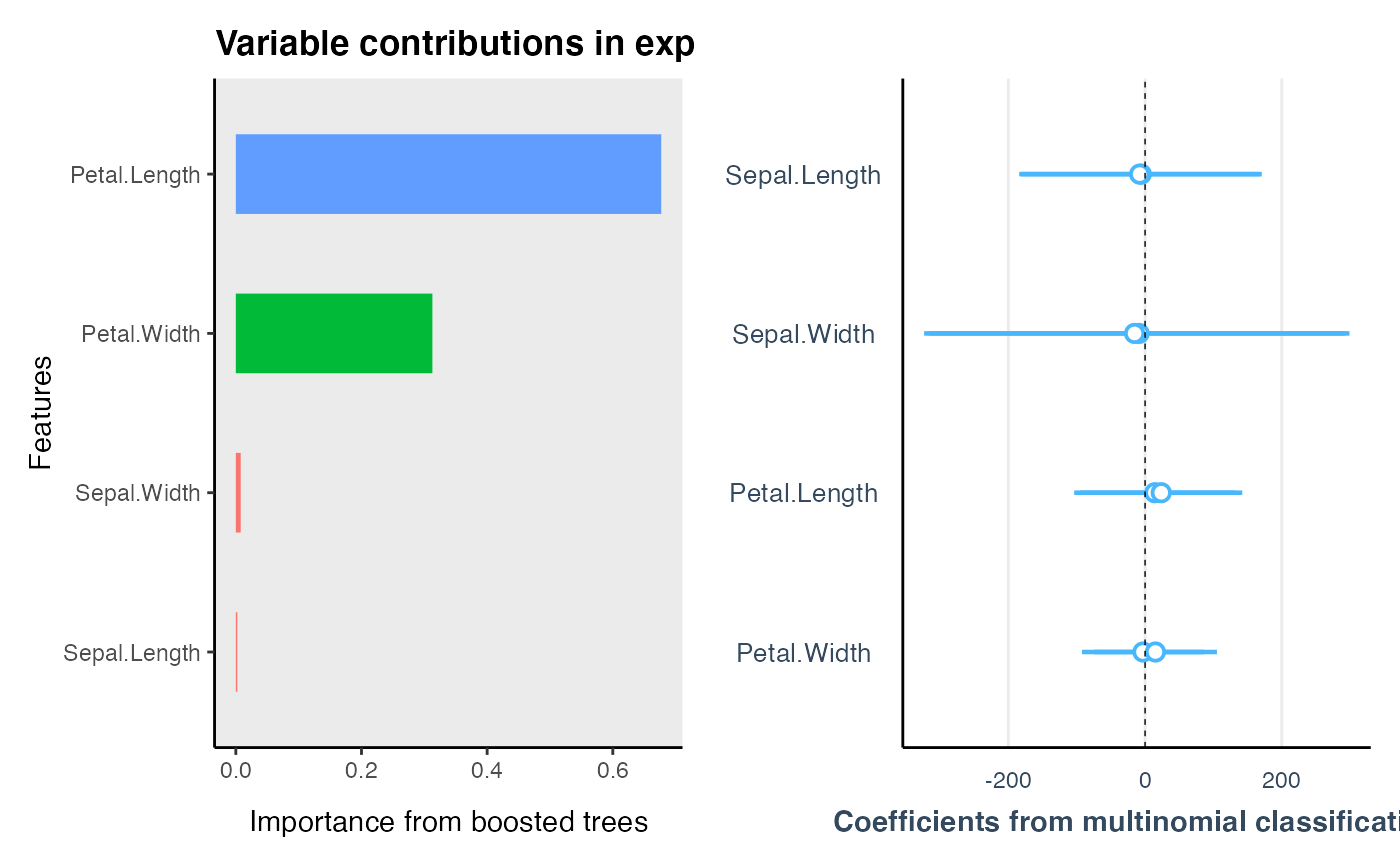 Variable contributions in exp
Features
Petal.Length
Petal.Width
Sepal.Width
Sepal.Length
0.0 0.2 0.4 0.6
Importance from boosted trees
Sepal.Length
Sepal.Width
Petal.Length
Petal.Width
-200 0 200
Coefficients from multinomial classificati